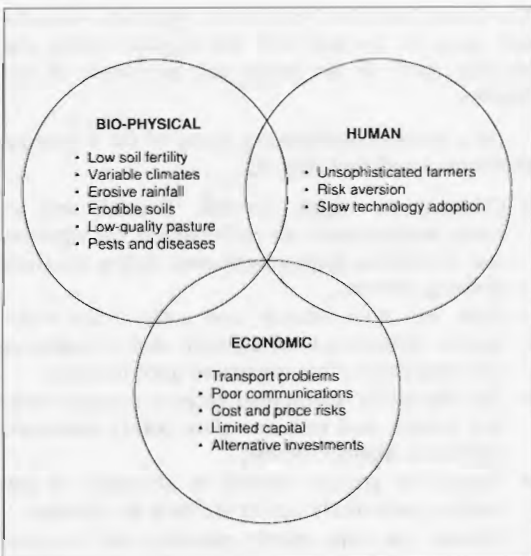 BIO-PHYSICAL
• Low soil fertility
• Variable climates
• Erosive rainfall
• Erodible soils
• Low-quality pasture
• Pests and diseases
HUMAN
• Unsophisticated farmers
• Risk aversion
• Slow technology adoption
ECONOMIC
• Transport problems
• Poor communications
• Cost and proce risks
• Limited capital
• Alternative investments